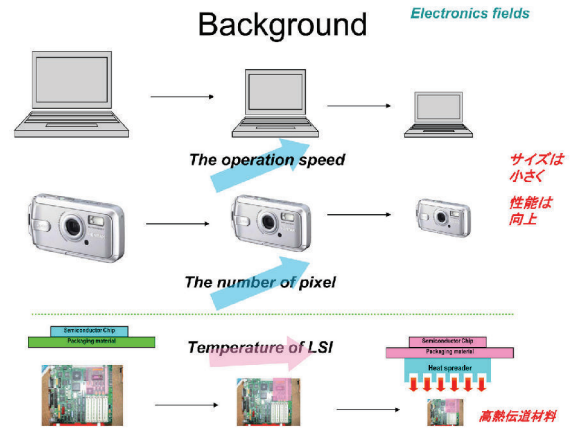 Background
Electronics fields
The operation speed
サイズは
小さく
性能は
向上
The number of pixel
Semiconductor Chip
Packaging material
Temperature of LSI
Semiconductor Chip
Packaging material
Heat spreader
高熱伝道材料